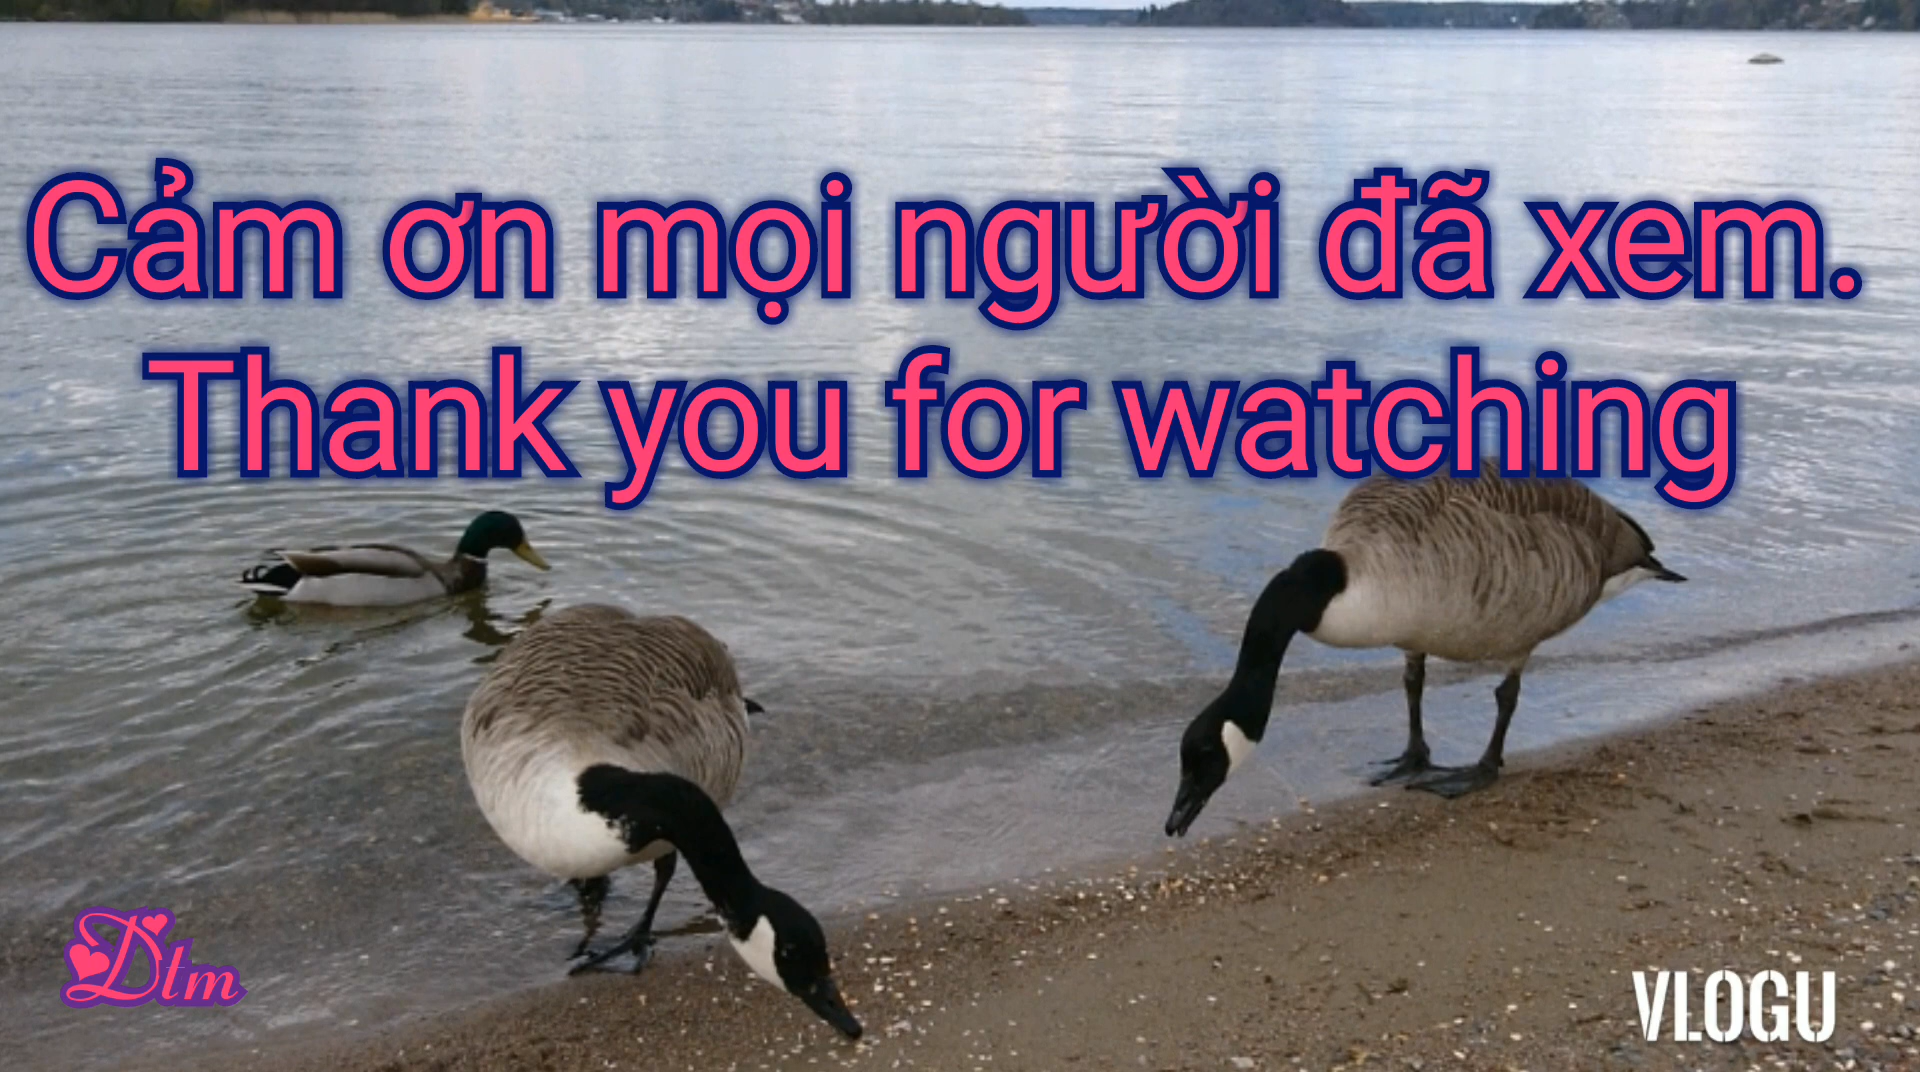 Cảm ơn mọi người đã xem.
Thank you for watching
Dtm
VLOGU